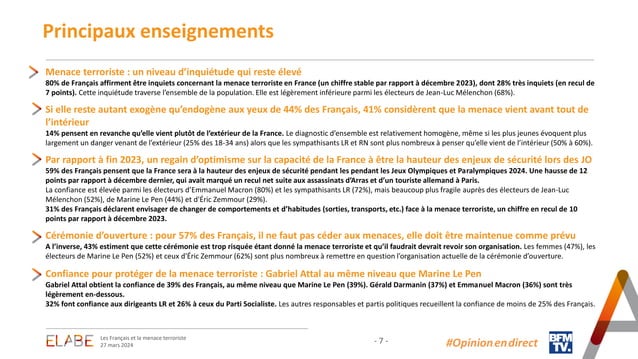 Principaux enseignements
Menace terroriste : un niveau d'inquiétude qui reste élevé
80% de Français affirment être inquiets concernant la menace terroriste en France (un chiffre stable par rapport à décembre 2023), dont 28% très inquiets (en recul de
7 points). Cette inquiétude traverse l'ensemble de la population. Elle est légèrement inférieure parmi les électeurs de Jean-Luc Mélenchon (68%).
Si elle reste autant exogène qu'endogène aux yeux de 44% des Français, 41% considèrent que la menace vient avant tout de
l'intérieur
14% pensent en revanche qu'elle vient plutôt de l'extérieur de la France. Le diagnostic d'ensemble est relativement homogène, même si les plus jeunes évoquent plus
largement un danger venant de l'extérieur (25% des 18-34 ans) alors que les sympathisants LR et RN sont plus nombreux à penser qu'elle vient de l'intérieur (50% à 60%).
Par rapport à fin 2023, un regain d'optimisme sur la capacité de la France à être la hauteur des enjeux de sécurité lors des JO
59% des Français pensent que la France sera à la hauteur des enjeux de sécurité pendant les pendant les Jeux Olympiques et Paralympiques 2024. Une hausse de 12
points par rapport à décembre dernier, qui avait marqué un recul net suite aux assassinats d'Arras et d'un touriste allemand à Paris.
La confiance est élevée parmi les électeurs d'Emmanuel Macron (80%) et les sympathisants LR (72%), mais beaucoup plus fragile auprès des électeurs de Jean-Luc
Mélenchon (52%), de Marine Le Pen (44%) et d'Éric Zemmour (29%).
31% des Français déclarent envisager de changer de comportements et d'habitudes (sorties, transports, etc.) face à la menace terroriste, un chiffre en recul de 10
points par rapport à décembre 2023.
Cérémonie d'ouverture : pour 57% des Français, il ne faut pas céder aux menaces, elle doit être maintenue comme prévu
A l'inverse, 43% estiment que cette cérémonie est trop risquée étant donné la menace terroriste et qu'il faudrait devrait revoir son organisation. Les femmes (47%), les
électeurs de Marine Le Pen (52%) et ceux d'Éric Zemmour (62%) sont plus nombreux à remettre en question l'organisation actuelle de la cérémonie d'ouverture.
Confiance pour protéger de la menace terroriste : Gabriel Attal au même niveau que Marine Le Pen
Gabriel Attal obtient la confiance de 39% des Français, au même niveau que Marine Le Pen (39%). Gérald Darmanin (37%) et Emmanuel Macron (36%) sont très
légèrement en-dessous.
32% font confiance aux dirigeants LR et 26% à ceux du Parti Socialiste. Les autres responsables et partis politiques recueillent la confiance de moins de 25% des Français.
ELABE
Les Français et la menace terroriste
27 mars 2024
- 7 -
#Opinion en direct
BFM
TV.